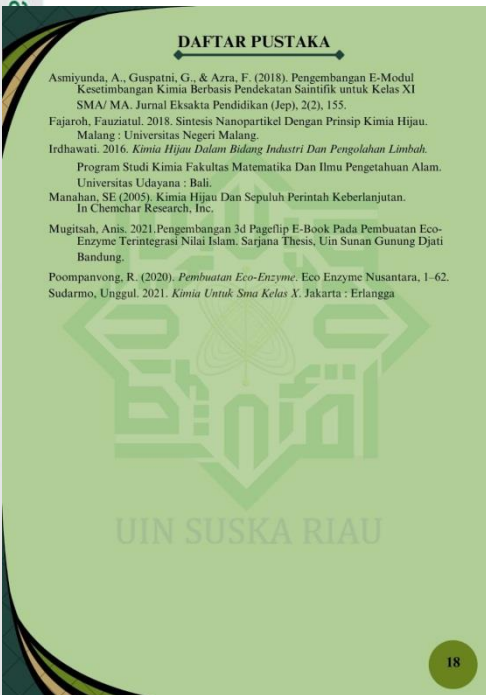 DAFTAR PUSTAKA
Asmiyunda, A., Guspatni, G., & Azra, F. (2018). Pengembangan E-Modul
Kesetimbangan Kimia Berbasis Pendekatan Saintifik untuk Kelas XI
SMA/ MA. Jurnal Eksakta Pendidikan (Jep), 2(2), 155.
Fajaroh, Fauziatul. 2018. Sintesis Nanopartikel Dengan Prinsip Kimia Hijau.
Malang : Universitas Negeri Malang.
Irdhawati. 2016. Kimia Hijau Dalam Bidang Industri Dan Pengolahan Limbah.
Program Studi Kimia Fakultas Matematika Dan Ilmu Pengetahuan Alam.
Universitas Udayana : Bali.
Manahan, SE (2005). Kimia Hijau Dan Sepuluh Perintah Keberlanjutan.
In Chemchar Research, Inc.
Mugitsah, Anis. 2021.Pengembangan 3d Pageflip E-Book Pada Pembuatan Eco-
Enzyme Terintegrasi Nilai Islam. Sarjana Thesis, Uin Sunan Gunung Djati
Bandung.
Poompanvong, R. (2020). Pembuatan Eco-Enzyme. Eco Enzyme Nusantara, 1–62.
Sudarmo, Unggul. 2021. Kimia Untuk Sma Kelas X. Jakarta : Erlangga
UIN SUSKA RIAU
18